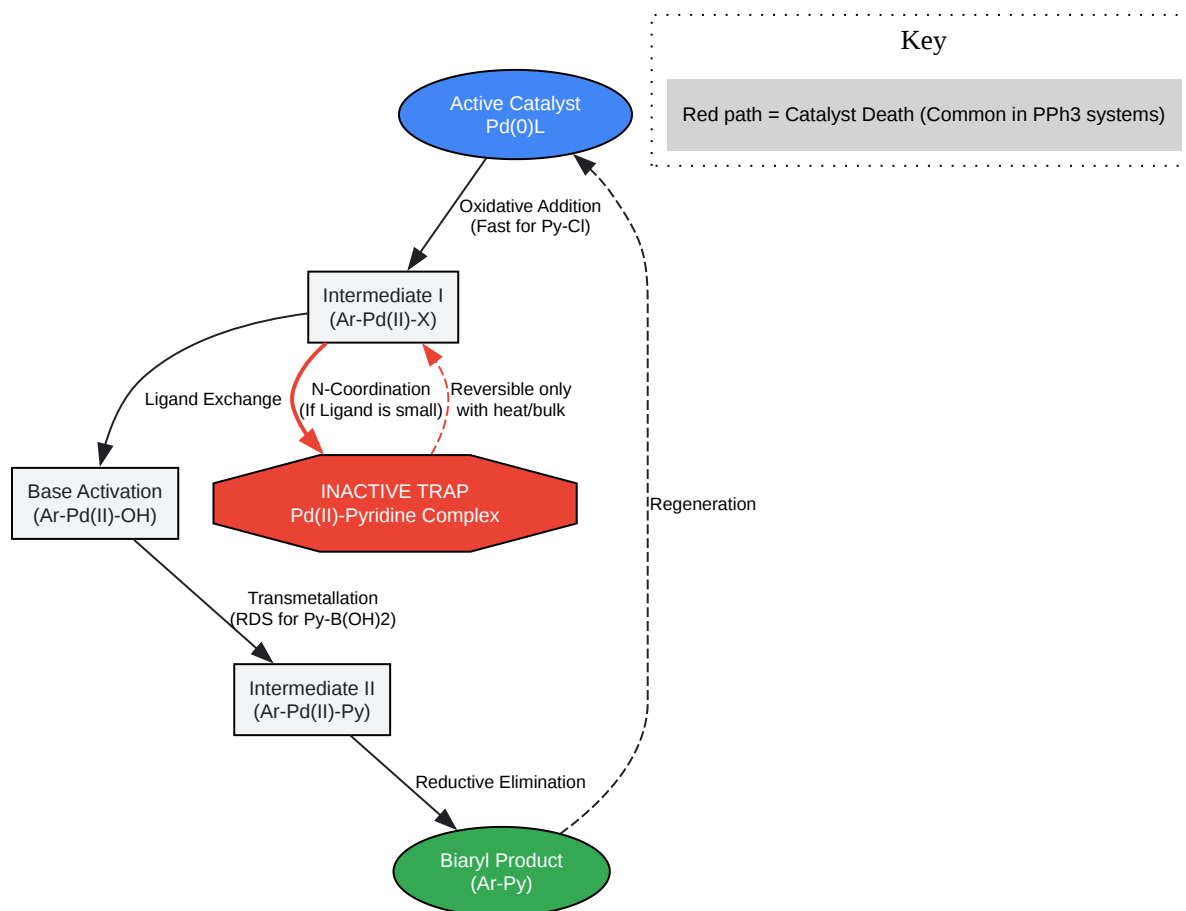 Key
Red path = Catalyst Death (Common in PPh3 systems)
Active Catalyst
Pd(0)L
Oxidative Addition
(Fast for Py-Cl)
Intermediate I
(Ar-Pd(II)-X)
Ligand Exchange
N-Coordination
(If Ligand is small)
Reversible only
with heat/bulk
Base Activation
(Ar-Pd(II)-OH)
INACTIVE TRAP
Pd(II)-Pyridine Complex
Regeneration
Transmetallation
(RDS for Py-B(OH)2)
Intermediate II
(Ar-Pd(II)-Py)
Reductive Elimination
Biaryl Product
(Ar-Py)